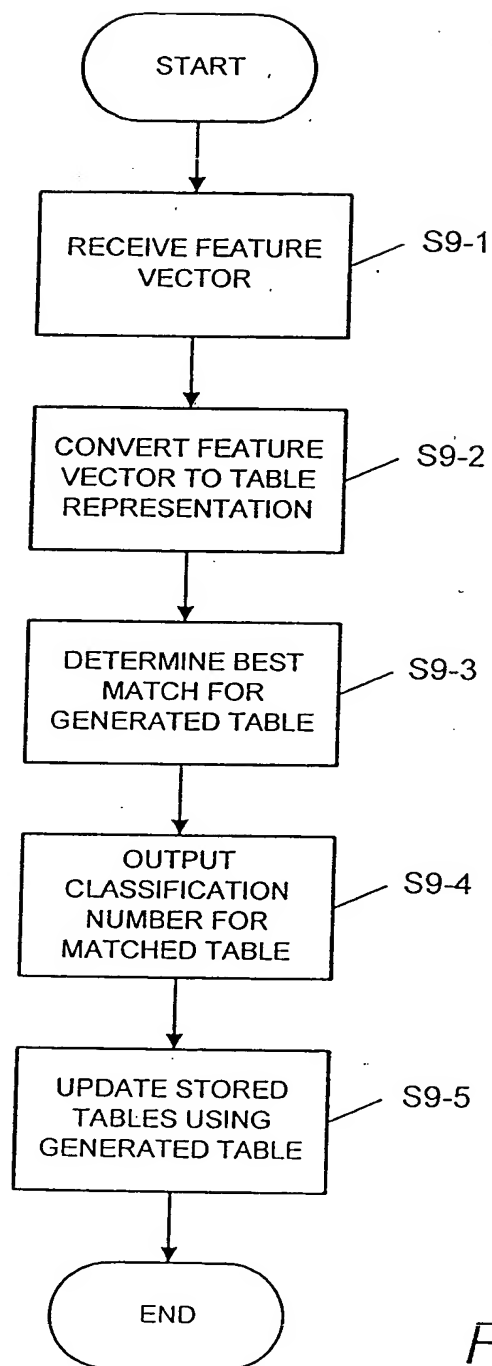 START
RECEIVE FEATURE
VECTOR
S9-1
CONVERT FEATURE
VECTOR TO TABLE
REPRESENTATION
S9-2
DETERMINE BEST
MATCH FOR
GENERATED TABLE
S9-3
OUTPUT
CLASSIFICATION
NUMBER FOR
MATCHED TABLE
S9-4
UPDATE STORED
TABLES USING
GENERATED TABLE
S9-5
END
F